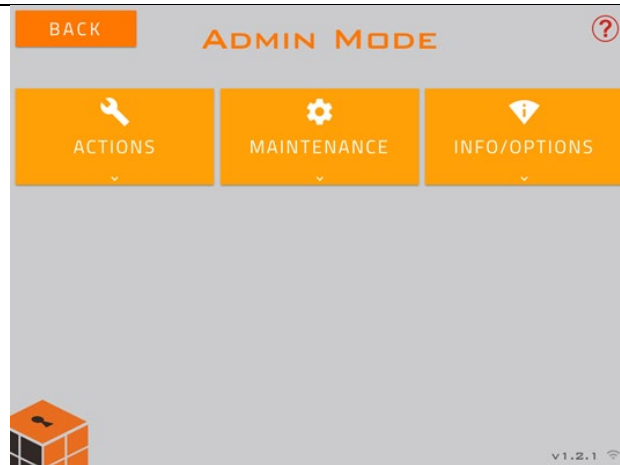 BACK
ADMIN MODE
?
ACTIONS
MAINTENANCE
INFO/OPTIONS
v1.2.1